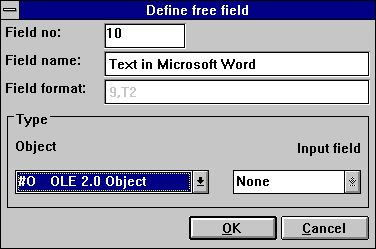 Define free field
Field no: 10
Field name: Text in Microsoft Word
Field format: 9,T2
Type
Object Input field
#O OLE 2.0 Object None
OK Cancel